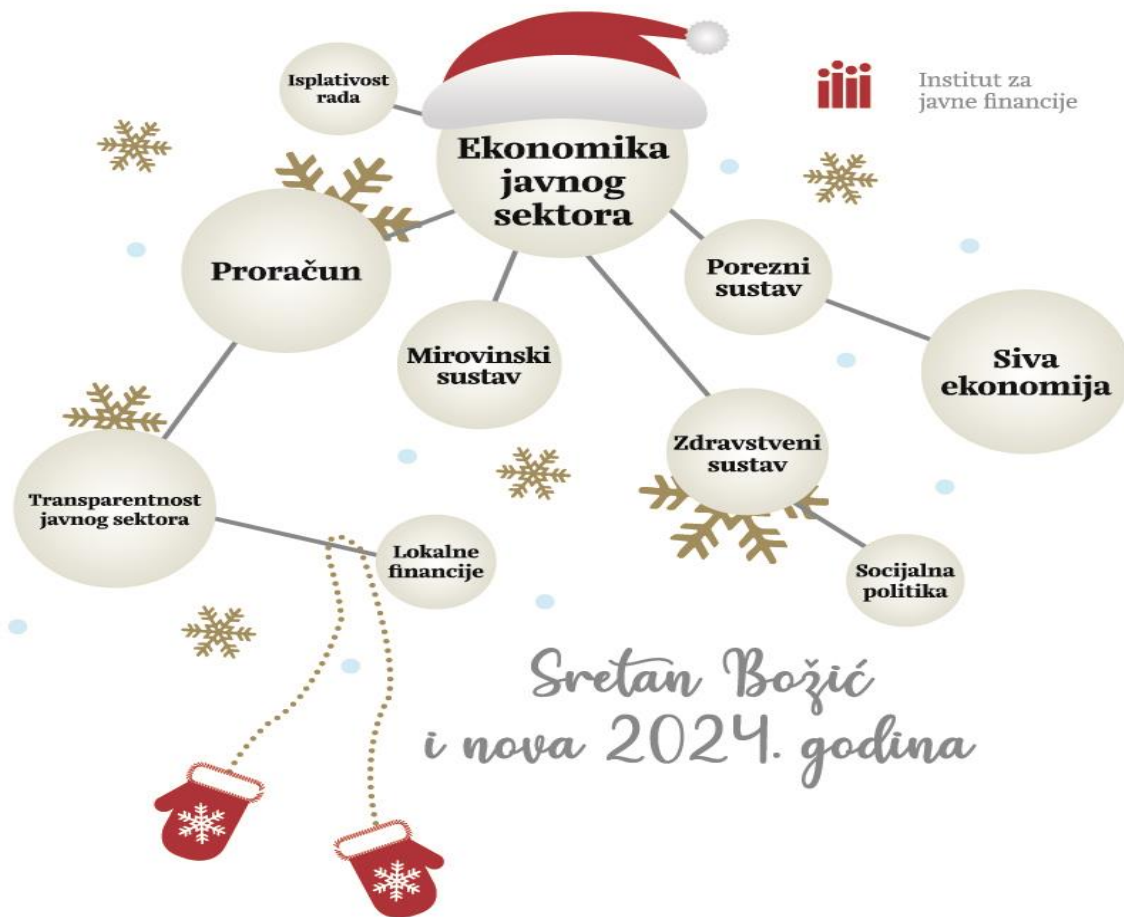 Isplativost
rada
Institut za
javne financije
Ekonomika
javnog
sektora
Proračun
Porezni
sustav
Mirovinski
sustav
Siva
ekonomija
Zdravstveni
sustav
Transparentnost
javnog sektora
Lokalne
financije
Socijalna
politika
Sretan Božić
i nova 2024. godina